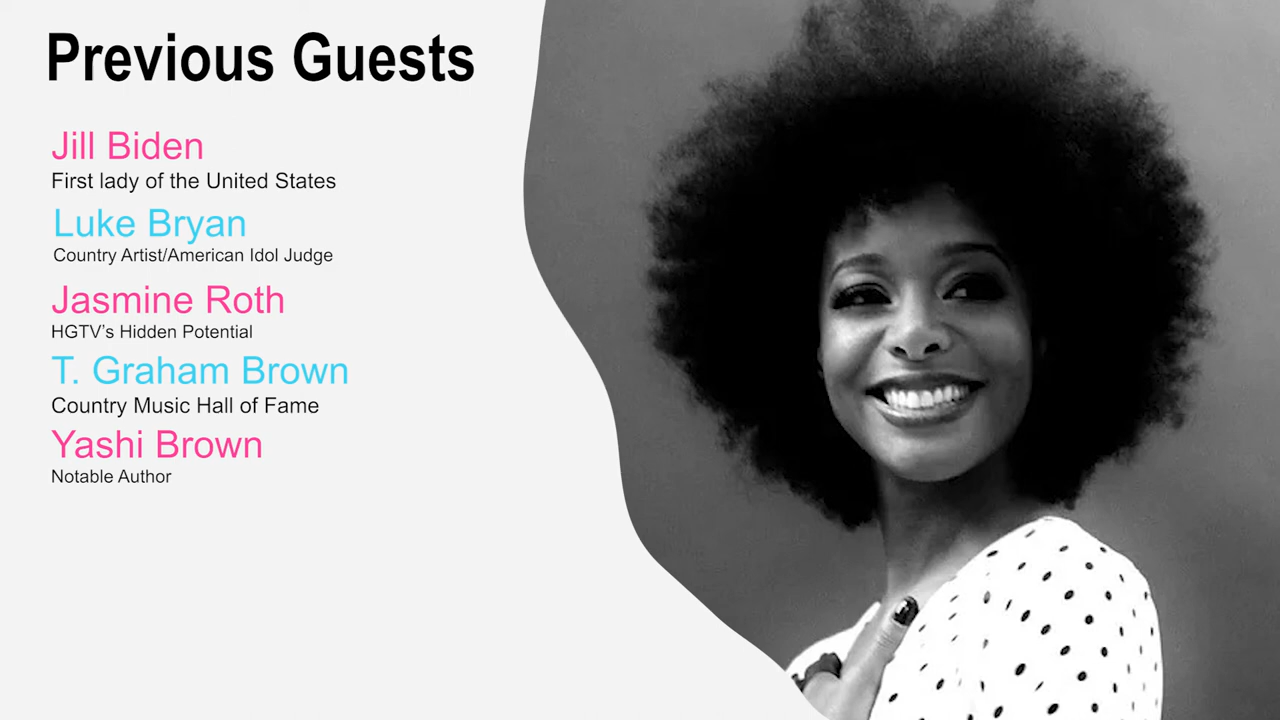 Previous Guests
Jill Biden
First lady of the United States
Luke Bryan
Country Artist/American Idol Judge
Jasmine Roth
HGTV’s Hidden Potential
T. Graham Brown
Country Music Hall of Fame
Yashi Brown
Notable Author